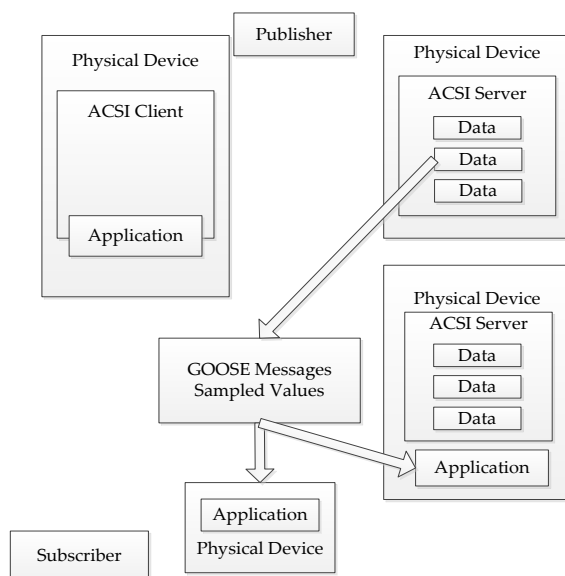 Publisher
Physical Device
ACSI Client
Application
Physical Device
ACSI Server
Data
Data
Data
GOOSE Messages
Sampled Values
Physical Device
ACSI Server
Data
Data
Data
Application
Application
Physical Device
Subscriber